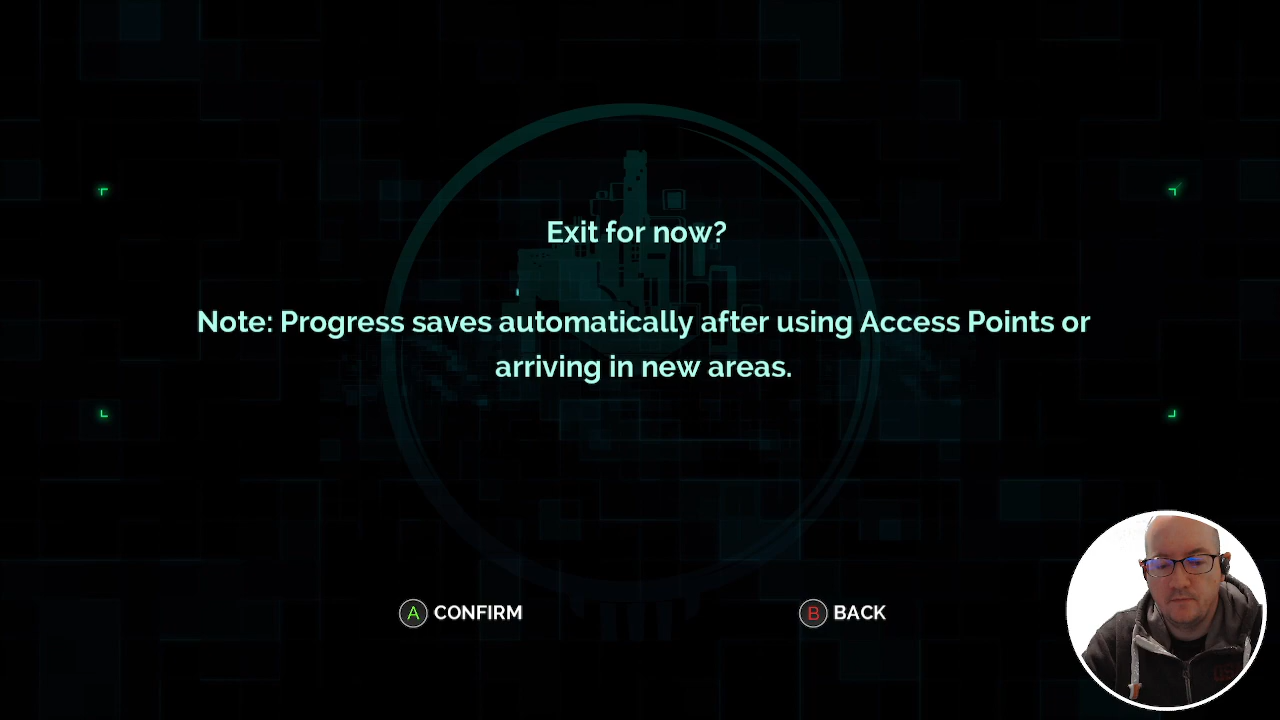 Exit for now?
Note: Progress saves automatically after using Access Points or
arriving in new areas.
A CONFIRM
B BACK